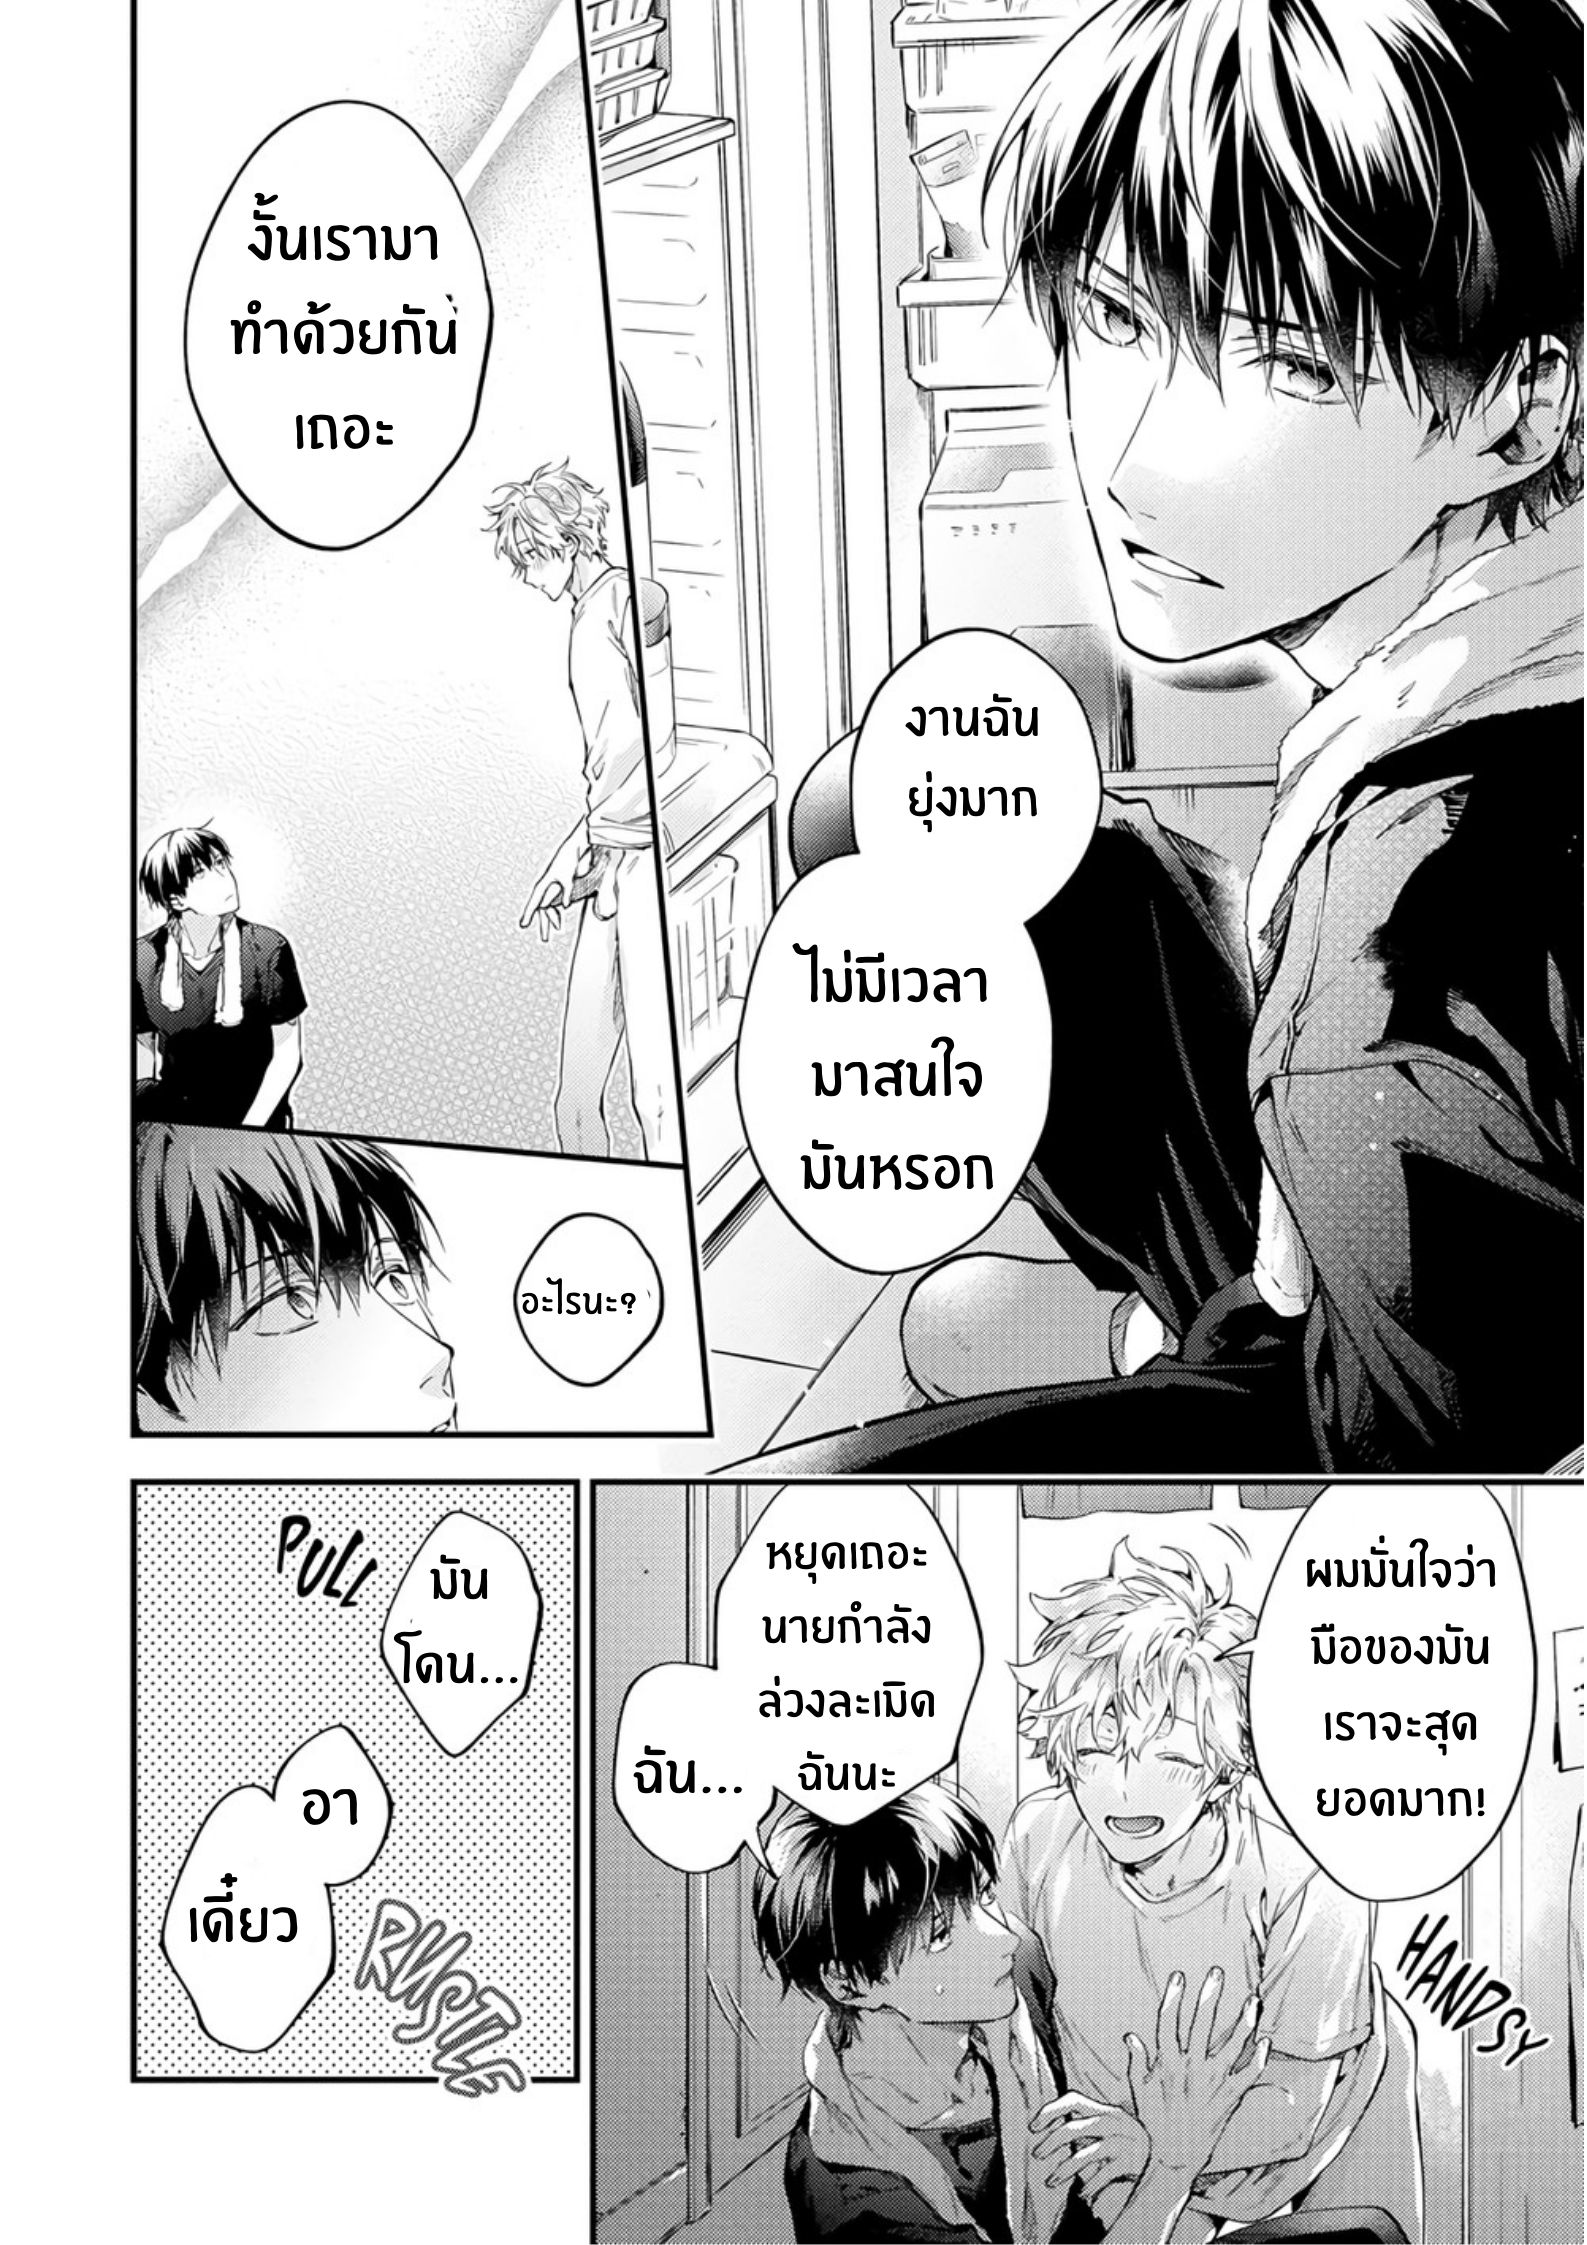 งานฉัน
ยุ่งมาก
ไม่มีเวลา
มาสนใจ
มันหรอก
งั้นเรามา
ทำด้วยกัน
เถอะ
อะไรนะ?
ผมมั่นใจว่า
มือของมัน
เราจะสุด
ยอดมาก!
HANDSY
หยุดเถอะ
นายกำลัง
ล่วงละเมิด
ฉันนะ
ฉัน...
PULL
มัน
โดน...
อา
เดี๋ยว
RUSTLE